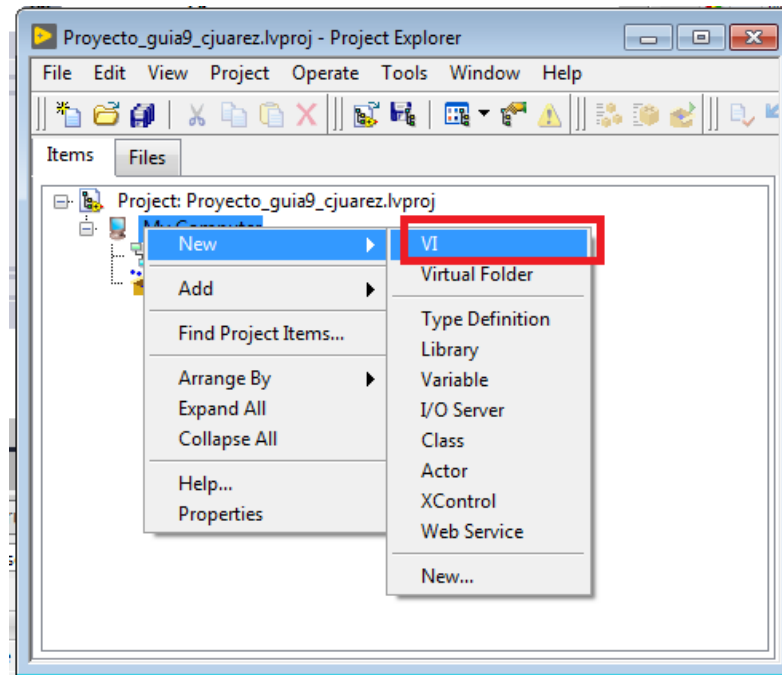 Proyecto_guia9_cjuarez.lvproj - Project Explorer
File Edit View Project Operate Tools Window Help
Items Files
Project: Proyecto_guia9_cjuarez.lvproj
My Computer
New
Add
Find Project Items...
Arrange By
Expand All
Collapse All
Help...
Properties
VI
Virtual Folder
Type Definition
Library
Variable
I/O Server
Class
Actor
XControl
Web Service
New...